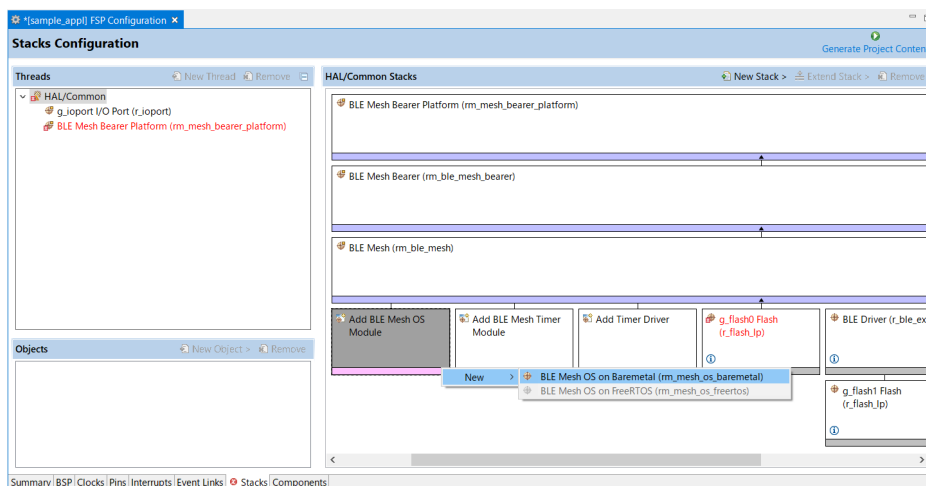 *[sample_appl] FSP Configuration
Stacks Configuration
Generate Project Conten
Threads
New Thread
Remove
HAL/Common
g_ioport I/O Port (r_ioport)
BLE Mesh Bearer Platform (rm_mesh_bearer_platform)
Objects
New Object >
Remove
HAL/Common Stacks
New Stack >
Extend Stack >
Remove
BLE Mesh Bearer Platform (rm_mesh_bearer_platform)
BLE Mesh Bearer (rm_ble_mesh_bearer)
BLE Mesh (rm_ble_mesh)
Add BLE Mesh OS
Module
Add BLE Mesh Timer
Module
Add Timer Driver
g_flash0 Flash
(r_flash_lp)
BLE Driver (r_ble_ex
New >
BLE Mesh OS on Baremetal (rm_mesh_os_baremetal)
BLE Mesh OS on FreeRTOS (rm_mesh_os_freertos)
g_flash1 Flash
(r_flash_lp)
Summary BSP Clocks Pins Interrupts Event Links Stacks Components